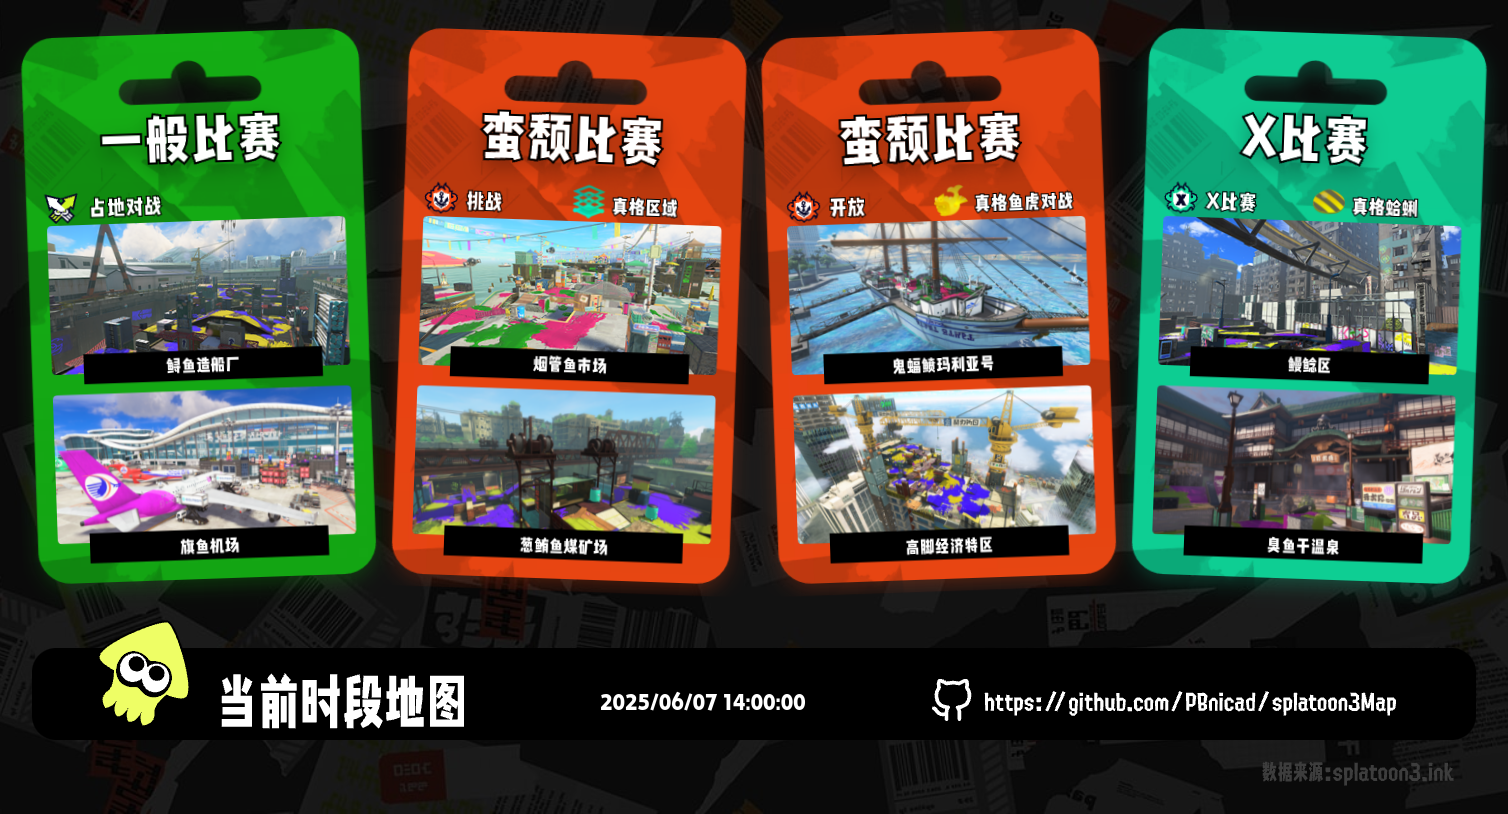 一般比赛
占地对战
鲟鱼造船厂
旗鱼机场
蛮颓比赛
挑战
真格区域
烟管鱼市场
葱鲔鱼煤矿场
蛮颓比赛
开放
真格鱼虎对战
鬼蝠鲼玛利亚号
高脚经济特区
X比赛
X比赛
真格蛤蜊
鳗鲶区
臭鱼干温泉
当前时段地图
2025/06/07 14:00:00
https://github.com/PBnicad/splatoon3Map
数据来源:splatoon3.ink